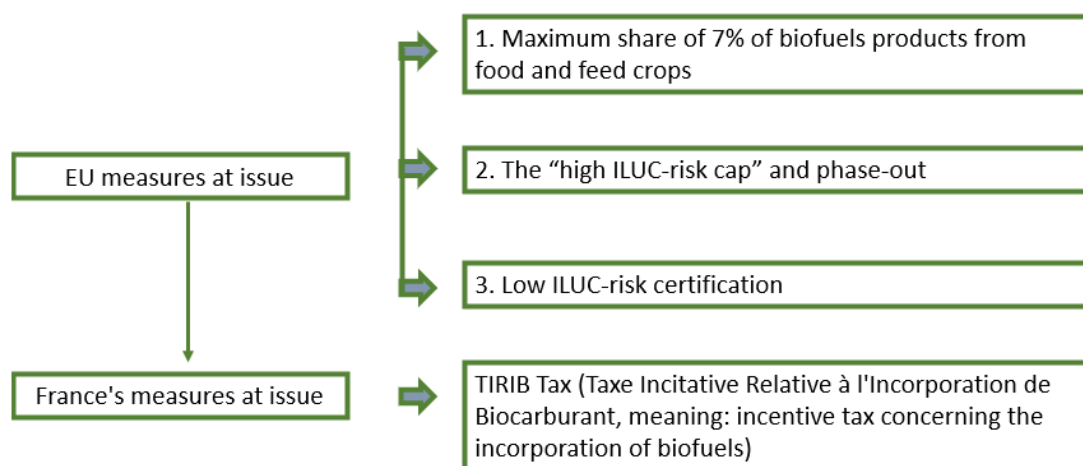 1. Maximum share of 7% of biofuels products from
food and feed crops
EU measures at issue
2. The “high ILUC-risk cap” and phase-out
3. Low ILUC-risk certification
France's measures at issue
TIRIB Tax (Taxe Incitative Relative à l'Incorporation de
Biocarburant, meaning: incentive tax concerning the
incorporation of biofuels)